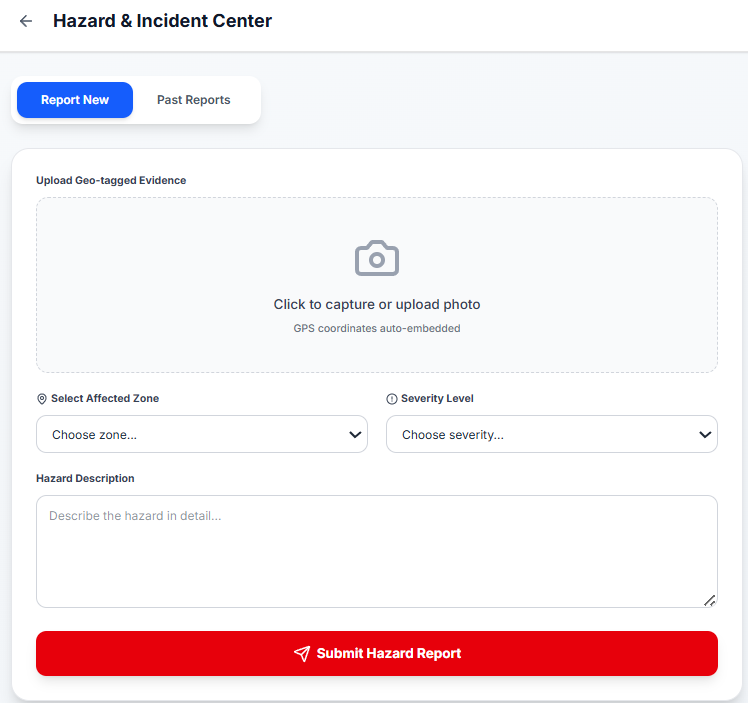 Hazard & Incident Center
Report New
Past Reports
Upload Geo-tagged Evidence
Click to capture or upload photo
GPS coordinates auto-embedded
Select Affected Zone
Severity Level
Choose zone...
Choose severity...
Hazard Description
Describe the hazard in detail...
Submit Hazard Report